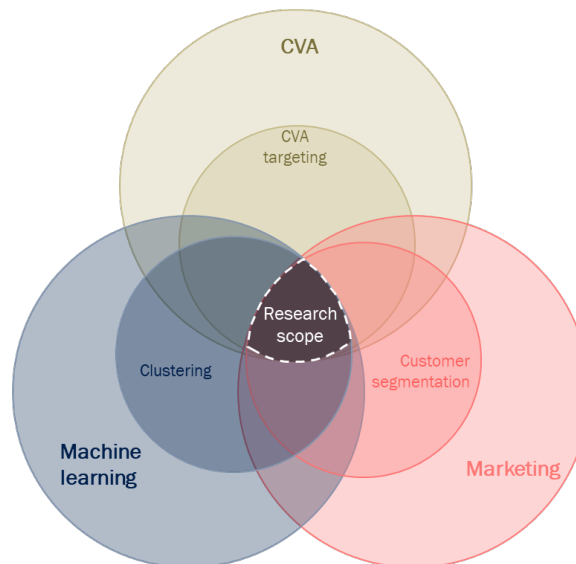 CVA
CVA
targeting
Research
scope
Clustering
Customer
segmentation
Machine
learning
Marketing